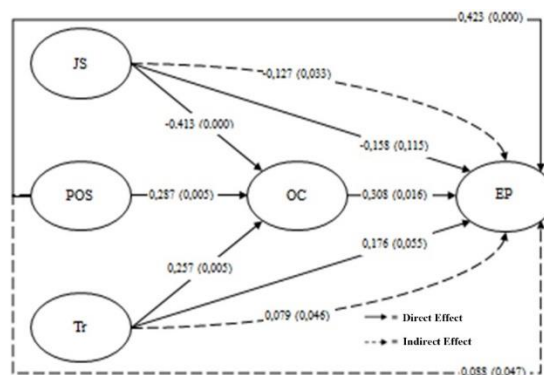 0,423 (0,000)
JS
-0,127 (0,033)
-0,413 (0,000)
-0,158 (0,115)
POS
0,287 (0,005)
OC
0,308 (0,016)
EP
0,257 (0,005)
0,176 (0,055)
Tr
0,079 (0,046)
= Direct Effect
= Indirect Effect
0,088 (0,047)